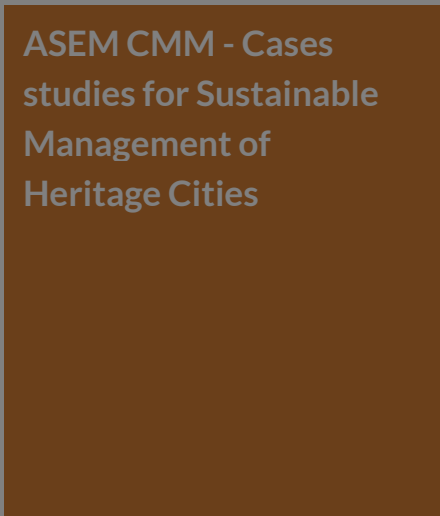 ASEM CMM - Cases
studies for Sustainable
Management of
Heritage Cities